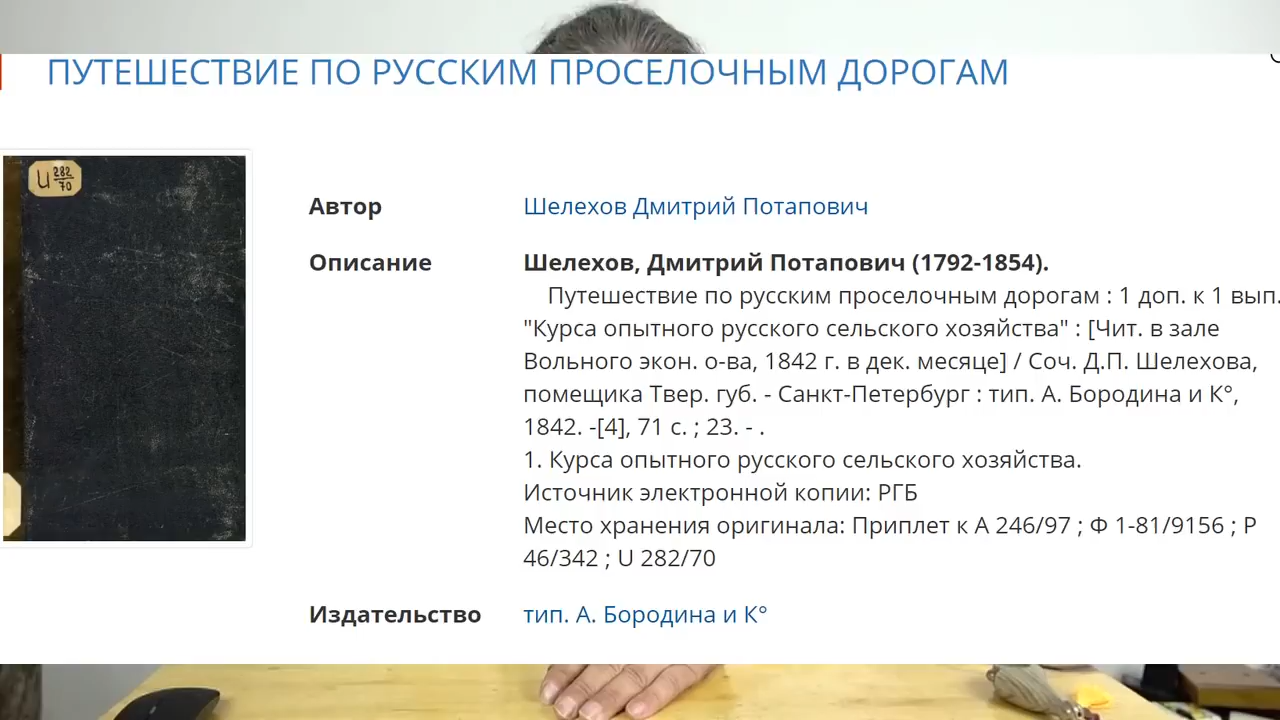 ПУТЕШЕСТВИЕ ПО РУССКИМ ПРОСЕЛОЧНЫМ ДОРОГАМ
U 282/70
Автор
Шелехов Дмитрий Потапович
Описание
Шелехов, Дмитрий Потапович (1792-1854).
Путешествие по русским проселочным дорогам : 1 доп. к 1 вып.
"Курса опытного русского сельского хозяйства" : [Чит. в зале
Вольного экон. о-ва, 1842 г. в дек. месяце] / Соч. Д.П. Шелехова,
помещика Твер. губ. - Санкт-Петербург : тип. А. Бородина и К°,
1842. -[4], 71 с. ; 23. - .
1. Курса опытного русского сельского хозяйства.
Источник электронной копии: РГБ
Место хранения оригинала: Приплет к А 246/97 ; Ф 1-81/9156 ; Р
46/342 ; U 282/70
Издательство
тип. А. Бородина и К°